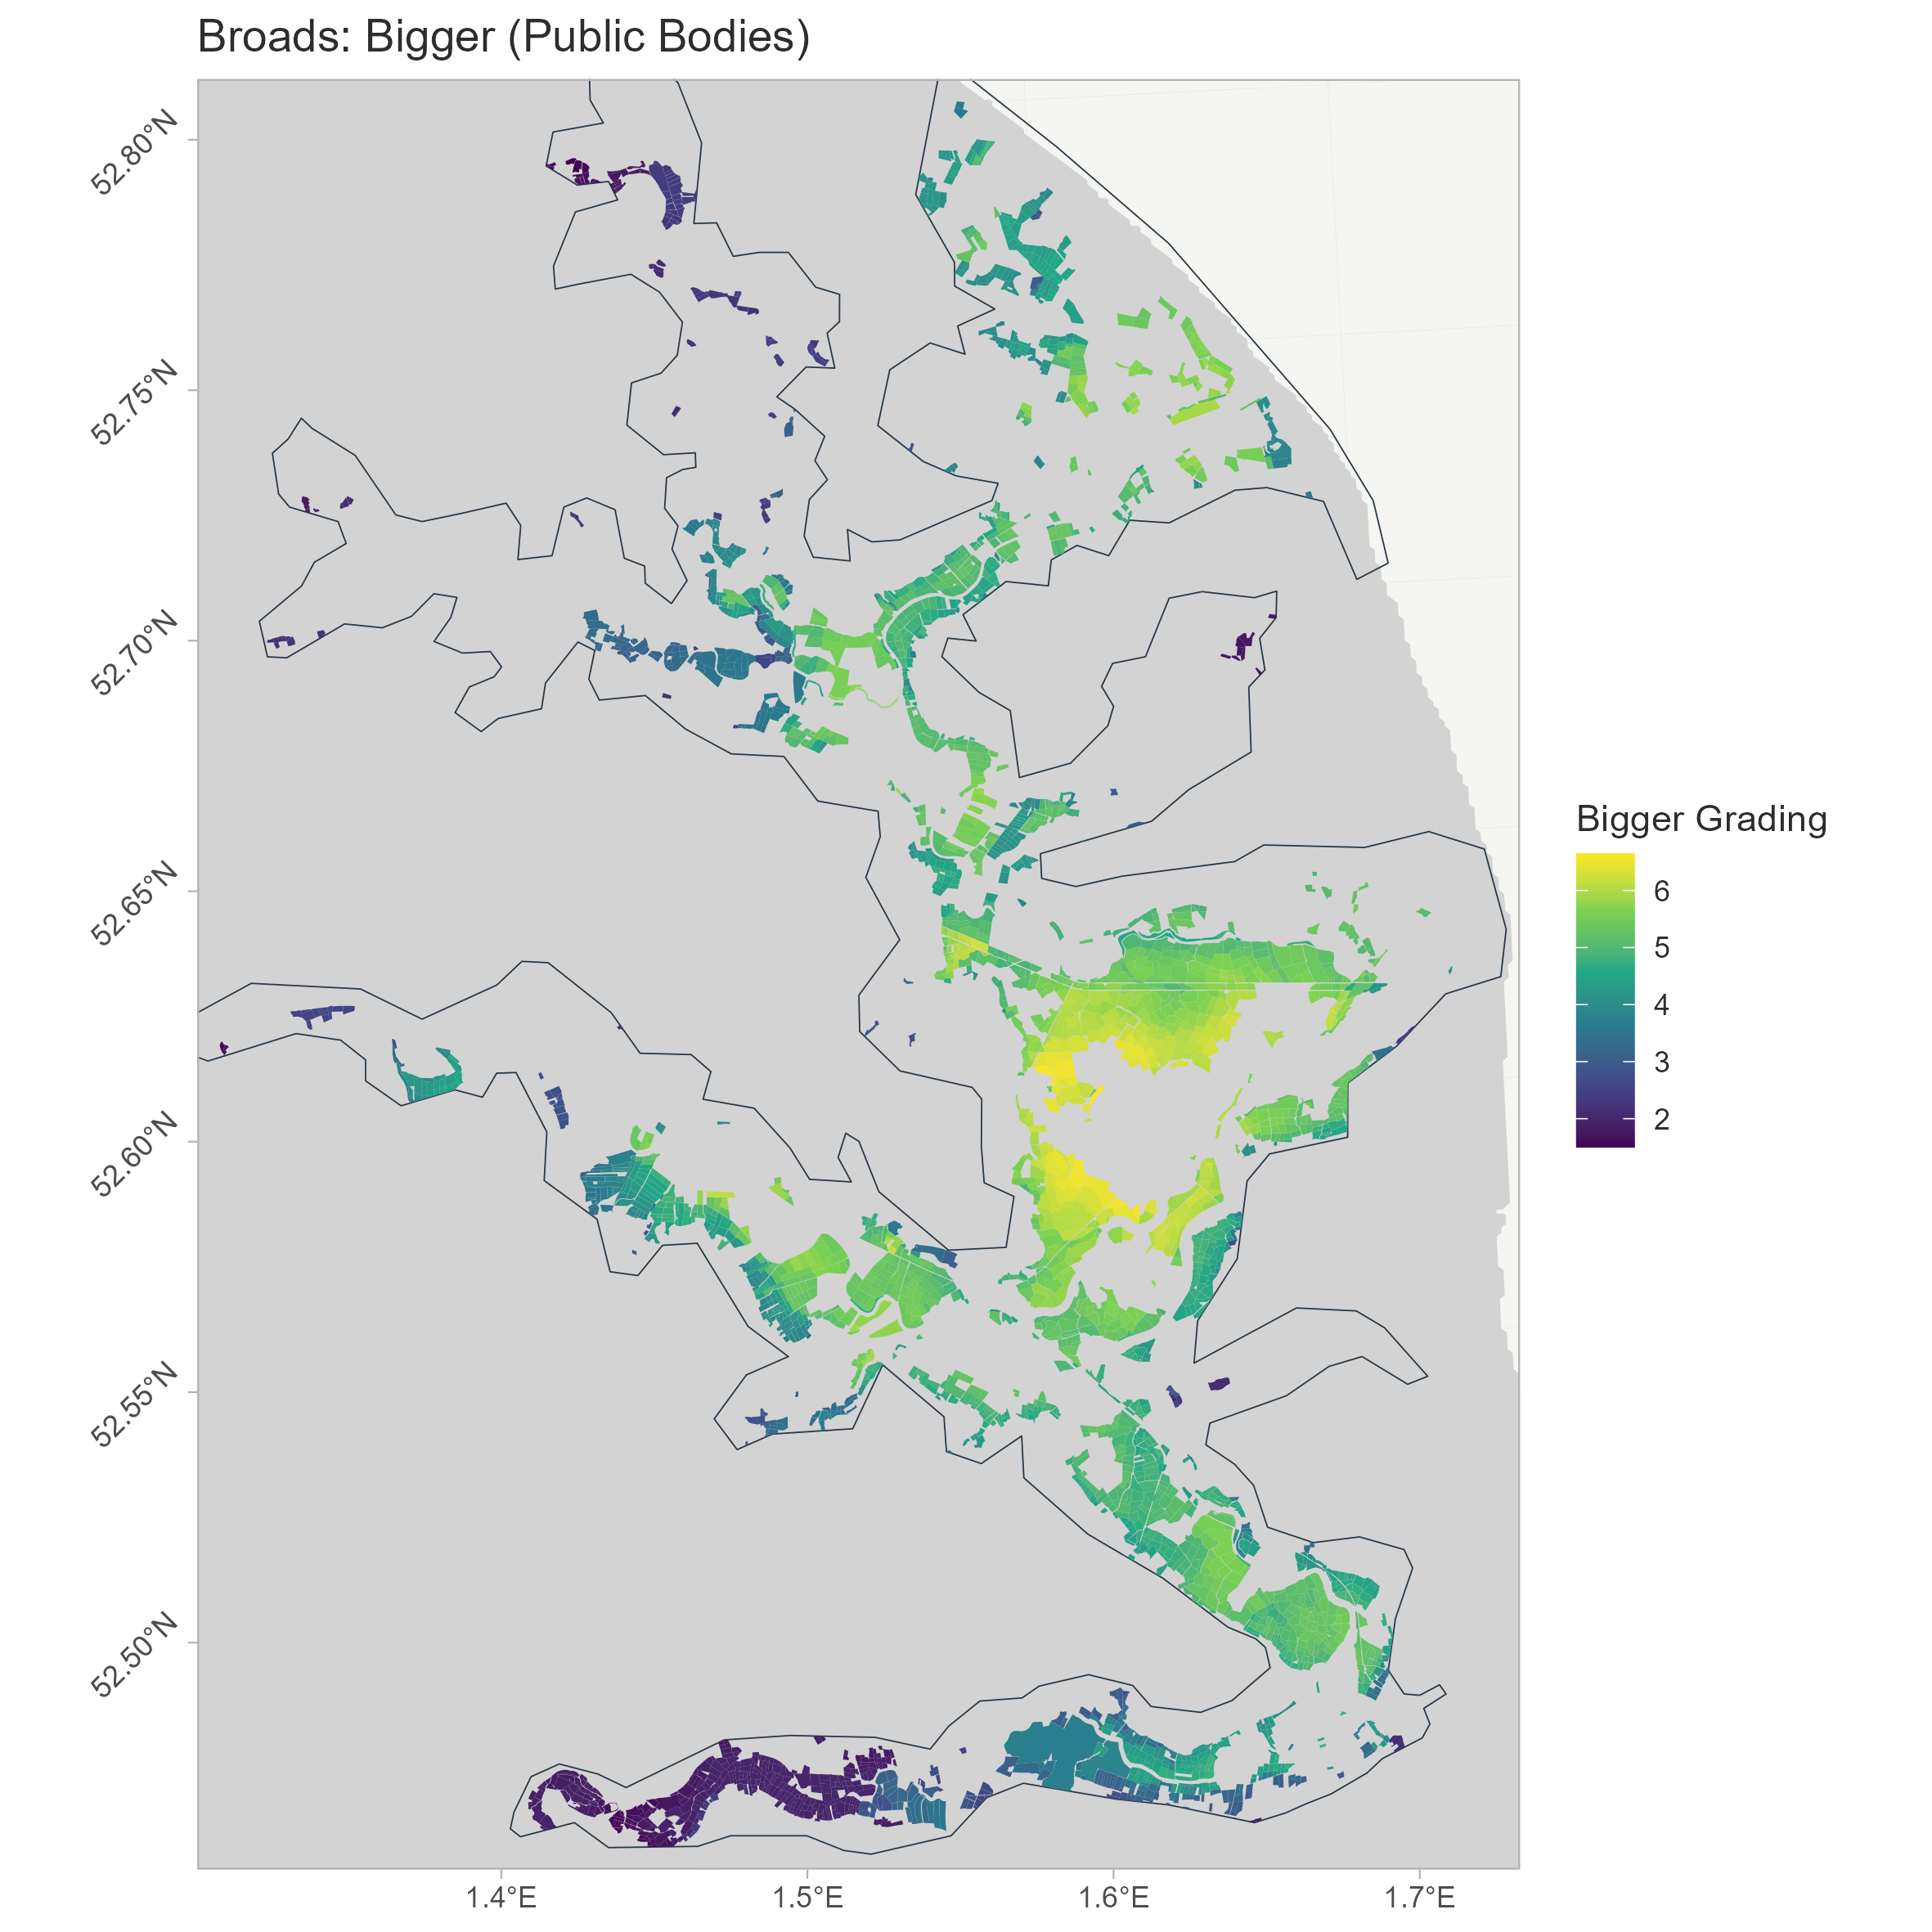 Broads: Bigger (Public Bodies)
52.80°N
52.75°N
52.70°N
52.65°N
52.60°N
52.55°N
52.50°N
1.4°E
1.5°E
1.6°E
1.7°E
Bigger Grading
6
5
4
3
2